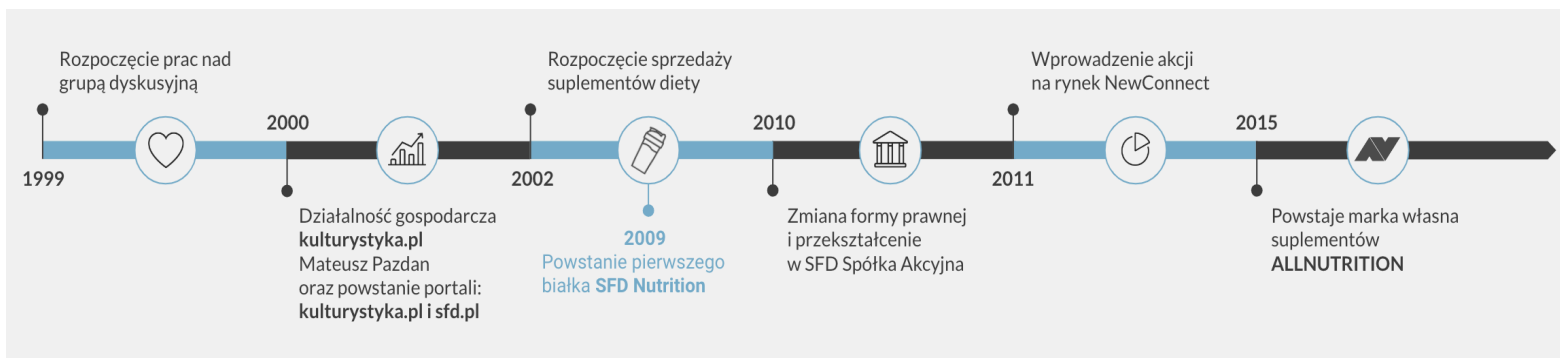 1999
Rozpoczęcie prac nad
grupą dyskusyjną
2000
Działalność gospodarcza
kulturystyka.pl
Mateusz Pazdan
oraz powstanie portali:
kulturystyka.pl i sfd.pl
2002
Rozpoczęcie sprzedaży
suplementów diety
2009
Powstanie pierwszego
białka SFD Nutrition
2010
Zmiana formy prawnej
i przekształcenie
w SFD Spółka Akcyjna
2011
Wprowadzenie akcji
na rynek NewConnect
2015
Powstaje marka własna
suplementów
ALLNUTRITION